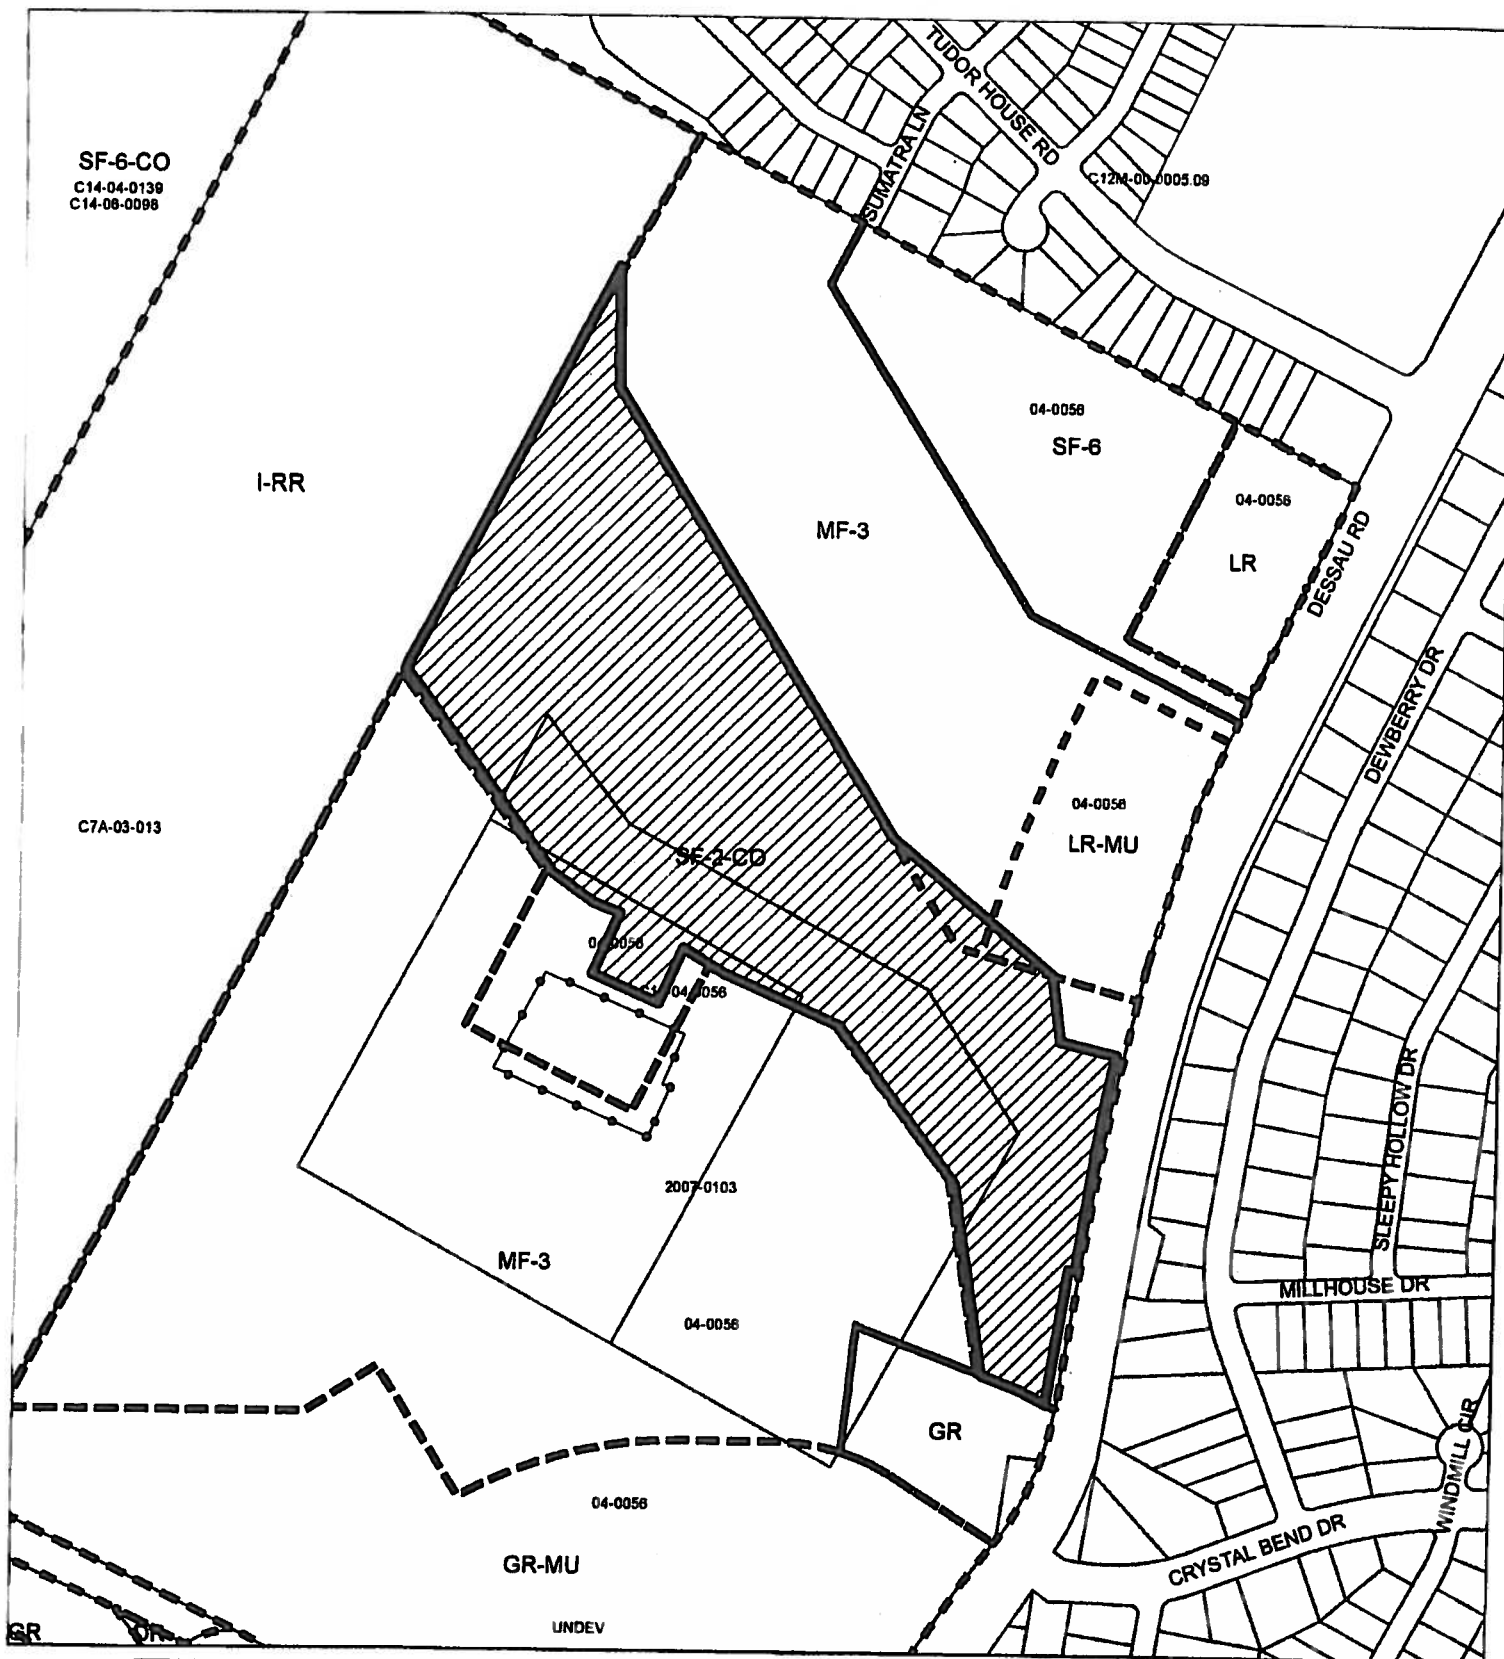 TUDOR HOUSE RD
SUMATRA LN
C12M-00-0005.09
SF-6-CO
C14-04-0139
C14-06-0098
04-0056
SF-6
I-RR
04-0056
LR
MF-3
DESSAU RD
DEWBERRY DR
04-0056
LR-MU
C7A-03-013
SF-2-CO
04-0056
04-0056
SLEEPY HOLLOW DR
2007-0103
MF-3
MILLHOUSE DR
04-0056
GR
WINDMILL CIR
04-0056
CRYSTAL BEND DR
GR-MU
UNDEV
GR